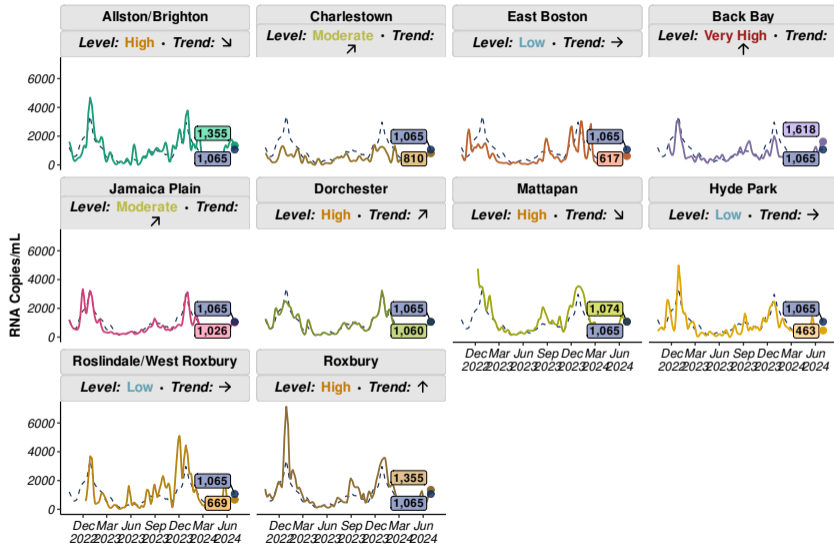 Allston/Brighton
Level: High · Trend: ↘
Charlestown
Level: Moderate · Trend:
↗
East Boston
Level: Low · Trend: →
Back Bay
Level: Very High · Trend:
↑
6000
4000
2000
0
1,355
1,065
1,065
810
1,065
617
1,618
1,065
Jamaica Plain
Level: Moderate · Trend:
↗
Dorchester
Level: High · Trend: ↗
Mattapan
Level: High · Trend: ↘
Hyde Park
Level: Low · Trend: →
RNA Copies/mL
6000
4000
2000
0
1,065
1,026
1,065
1,060
1,074
1,065
1,065
463
Dec Mar Jun Sep Dec Mar Jun
2022 2023 2023 2023 2023 2024 2024
Dec Mar Jun Sep Dec Mar Jun
2022 2023 2023 2023 2023 2024 2024
Roslindale/West Roxbury
Level: Low · Trend: →
Roxbury
Level: High · Trend: ↑
6000
4000
2000
0
1,065
669
1,355
1,065
Dec Mar Jun Sep Dec Mar Jun
2022 2023 2023 2023 2023 2024 2024
Dec Mar Jun Sep Dec Mar Jun
2022 2023 2023 2023 2023 2024 2024